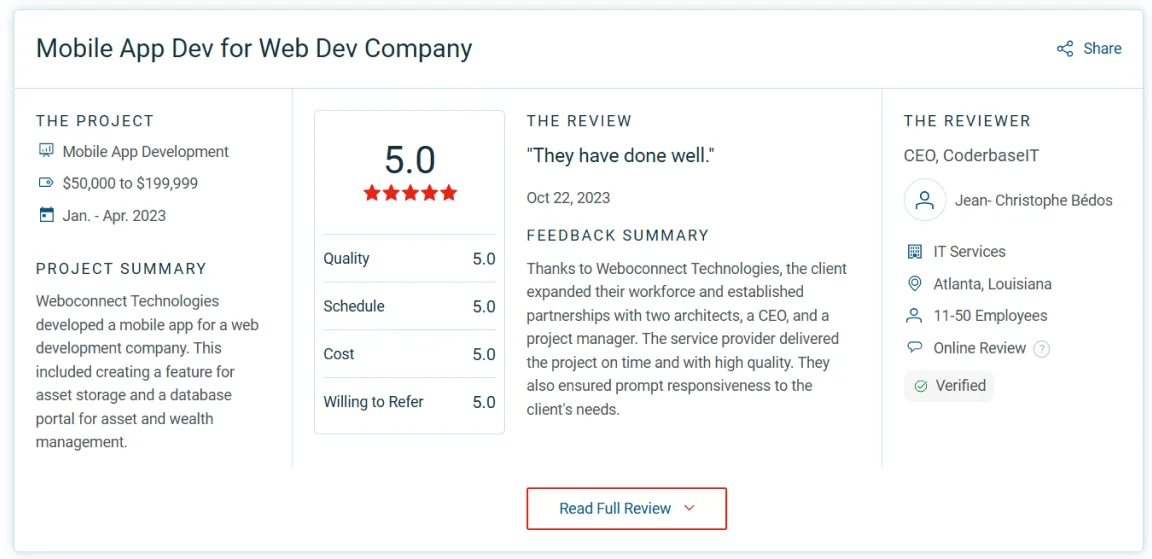 Mobile App Dev for Web Dev Company
Share
THE PROJECT
Mobile App Development
$50,000 to $199,999
Jan. - Apr. 2023
PROJECT SUMMARY
Weboconnect Technologies
developed a mobile app for a web
development company. This
included creating a feature for
asset storage and a database
portal for asset and wealth
management.
5.0
Quality 5.0
Schedule 5.0
Cost 5.0
Willing to Refer 5.0
THE REVIEW
"They have done well."
Oct 22, 2023
FEEDBACK SUMMARY
Thanks to Weboconnect Technologies, the client
expanded their workforce and established
partnerships with two architects, a CEO, and a
project manager. The service provider delivered
the project on time and with high quality. They
also ensured prompt responsiveness to the
client's needs.
Read Full Review
THE REVIEWER
CEO, CoderbaseIT
Jean- Christophe Bédos
IT Services
Atlanta, Louisiana
11-50 Employees
Online Review ?
Verified